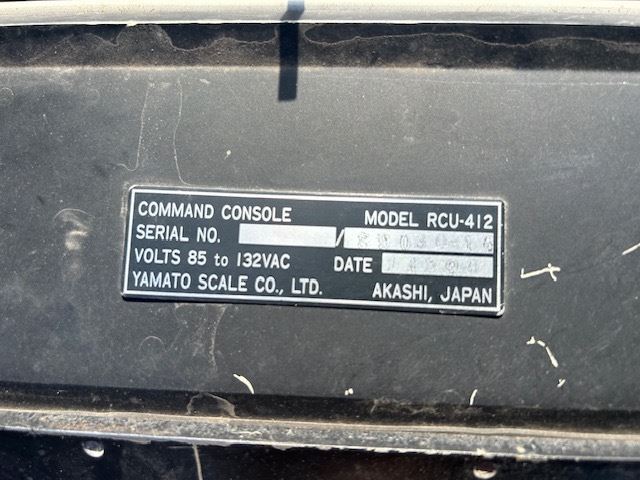 COMMAND CONSOLE MODEL RCU-412
SERIAL NO. /
VOLTS 85 to 132VAC DATE
YAMATO SCALE CO., LTD. AKASHI, JAPAN